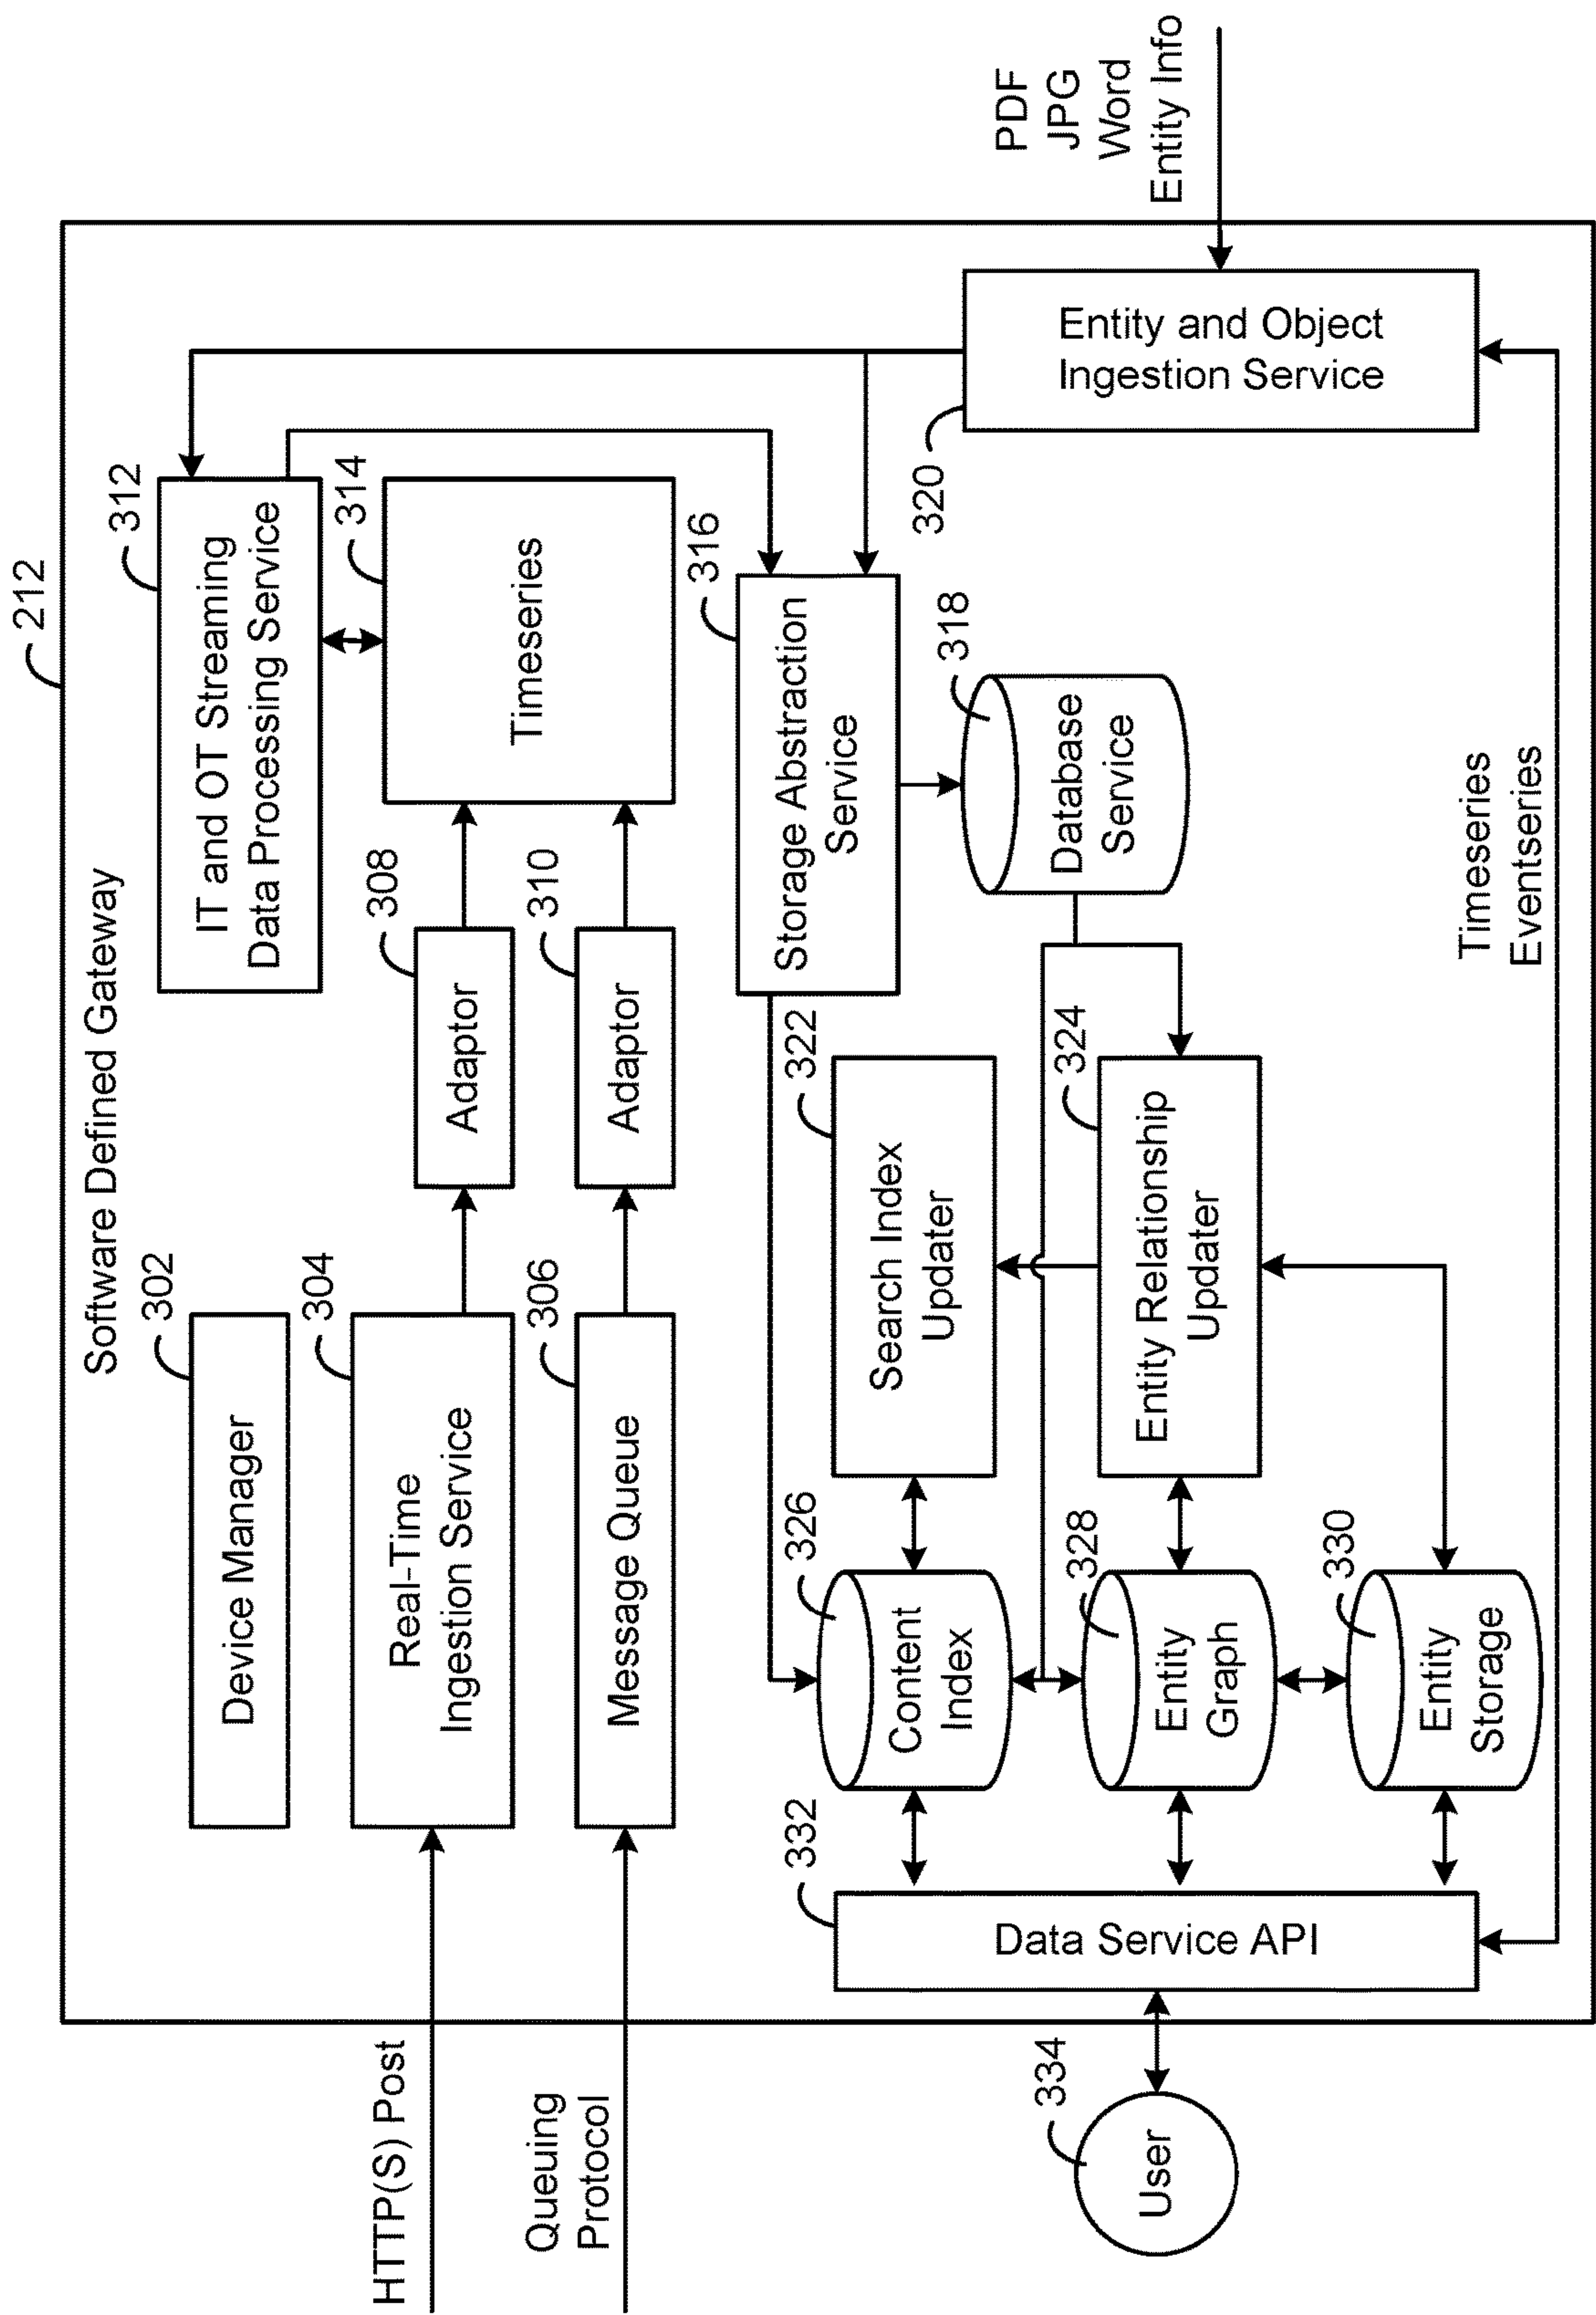 212
Software Defined Gateway
302
Device Manager
312
IT and OT Streaming
Data Processing Service
HTTP(S) Post
304
Real-Time
Ingestion Service
308
Adaptor
314
Timeseries
Queuing
Protocol
306
Message Queue
310
Adaptor
316
Storage Abstraction
Service
318
Database
Service
320
Entity and Object
Ingestion Service
PDF
JPG
Word
Entity Info
322
Search Index
Updater
324
Entity Relationship
Updater
326
Content
Index
328
Entity
Graph
330
Entity
Storage
332
Data Service API
334
User
Timeseries
Eventseries